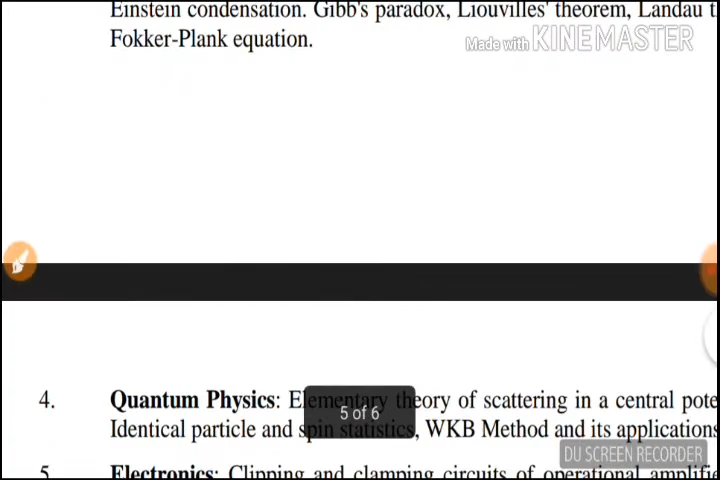 Einstein condensation. Gibb's paradox, Liouvilles' theorem, Landau
Fokker-Plank equation.
Made with KINEMASTER
4. Quantum Physics: Elementary theory of scattering in a central
5 of 6
Identical particle and spin statistics, WKB Method and its applications
DU SCREEN RECORDER
5. Electronics: Clipping and clamping circuits of operational